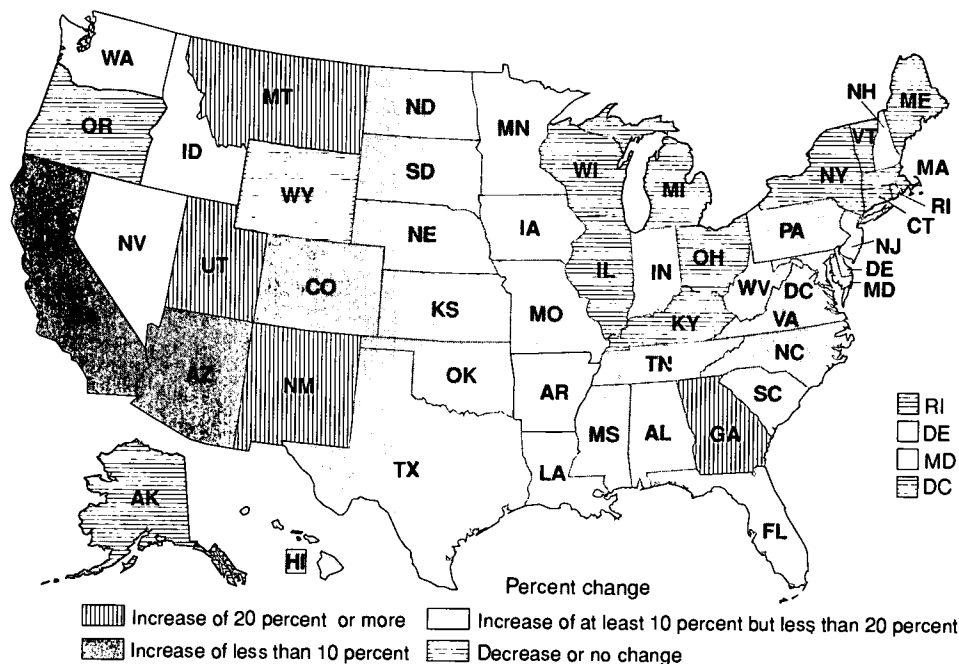 WA
MT
ND
MN
OR
ID
WY
SD
WI
MI
NH
VT
ME
NY
MA
RI
CT
NV
UT
CO
NE
IA
IL
IN
OH
PA
NJ
DE
MD
WV
DC
VA
KS
MO
KY
NC
TN
AZ
NM
OK
AR
SC
MS
AL
GA
TX
LA
FL
AK
HI
RI
DE
MD
DC
Percent change
Increase of 20 percent or more
Increase of at least 10 percent but less than 20 percent
Increase of less than 10 percent
Decrease or no change